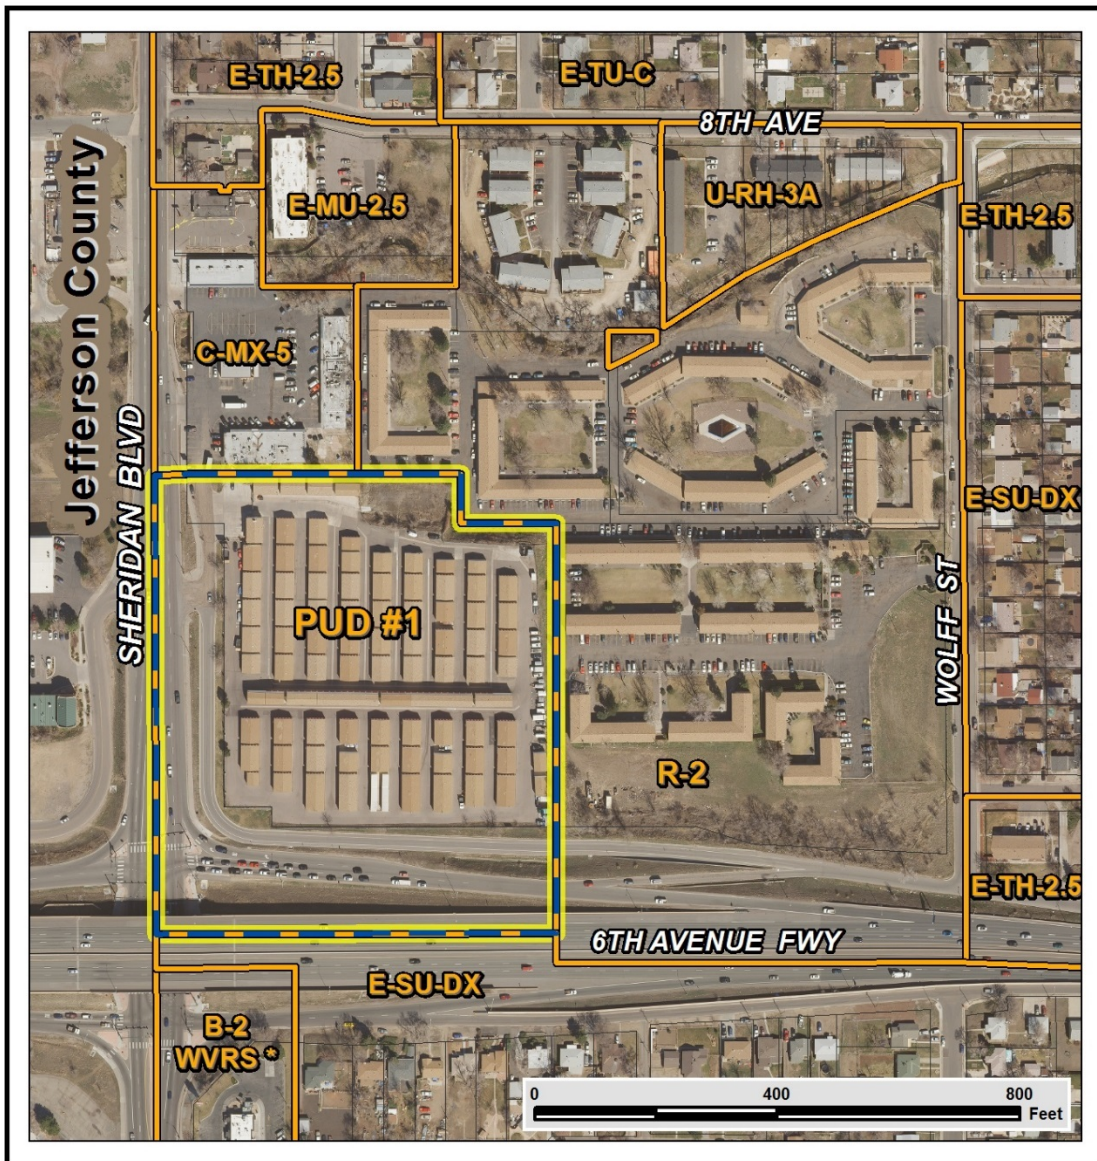 E-TH-2.5
E-TU-C
8TH AVE
E-MU-2.5
U-RH-3A
E-TH-2.5
Jefferson County
C-MX-5
SHERIDAN BLVD
E-SU-DX
PUD #1
WOLFF ST
R-2
E-TH-2.5
6TH AVENUE FWY
E-SU-DX
B-2
WVRS *
0 400 800
Feet